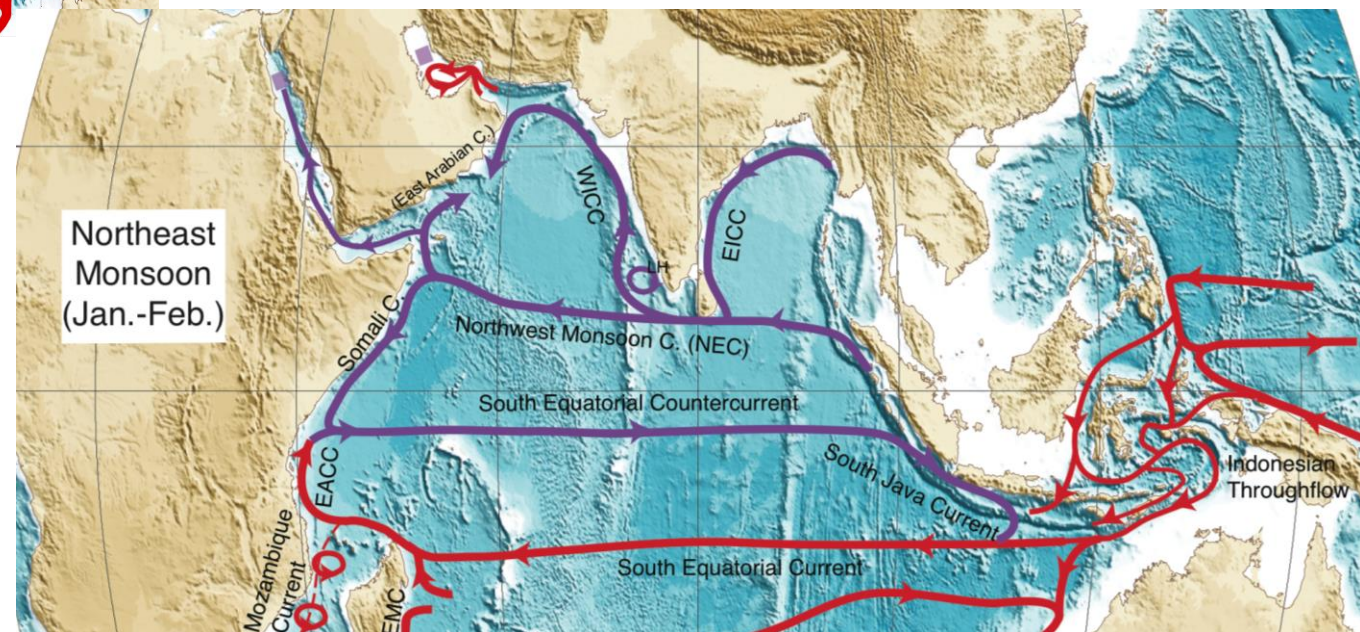 Northeast
Monsoon
(Jan.-Feb.)
(East Arabian C.)
WICC
EICC
LH
Somali C.
Northwest Monsoon C. (NEC)
South Equatorial Countercurrent
EACC
South Java Current
Indonesian
Throughflow
Mozambique
Current
South Equatorial Current
EMC